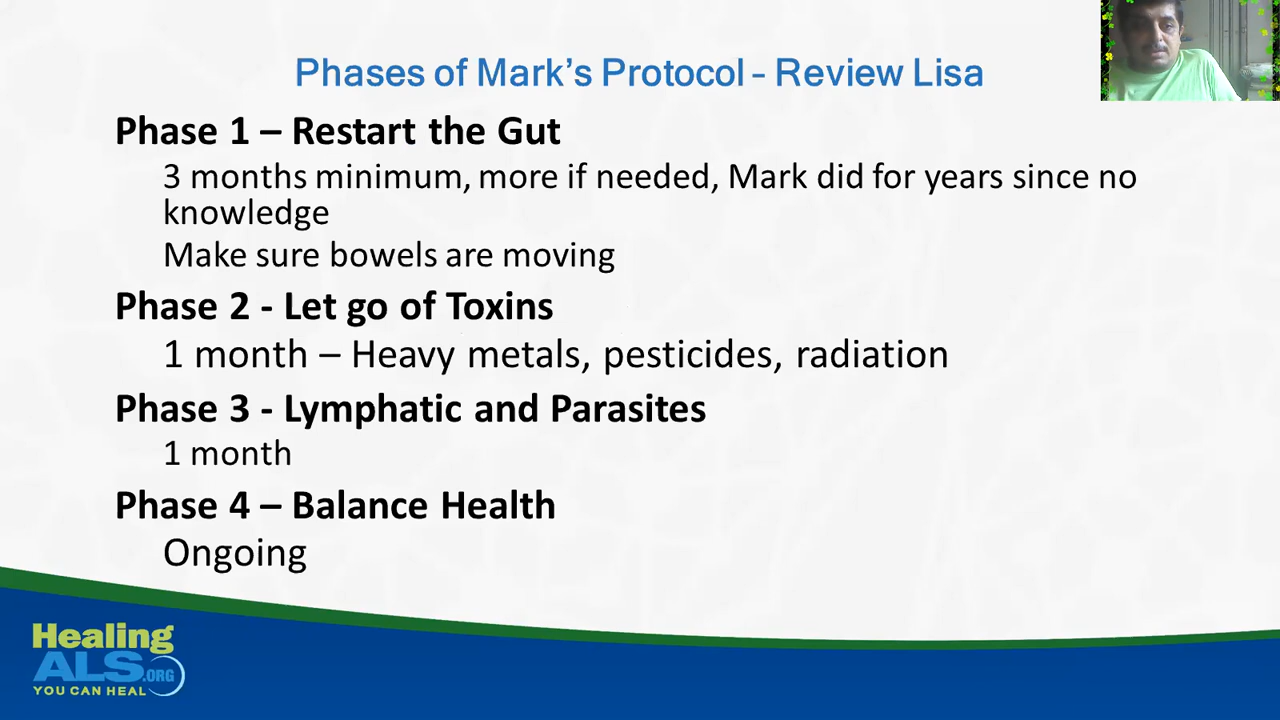 Phases of Mark's Protocol - Review Lisa
Phase 1 – Restart the Gut
3 months minimum, more if needed, Mark did for years since no
knowledge
Make sure bowels are moving
Phase 2 - Let go of Toxins
1 month – Heavy metals, pesticides, radiation
Phase 3 - Lymphatic and Parasites
1 month
Phase 4 – Balance Health
Ongoing
Healing
ALS.ORG
YOU CAN HEAL